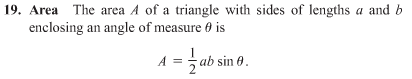 19. Area The area A of a triangle with sides of lengths a and b
enclosing an angle of measure θ is
A = 1/2 ab sin θ.